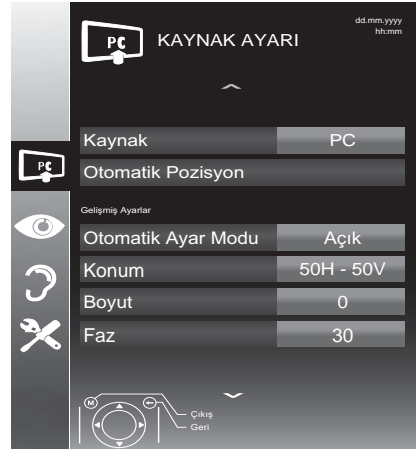 PC
KAYNAK AYARI
dd.mm.yyyy
hh:mm
Kaynak PC
PC
Otomatik Pozisyon
Gelişmiş Ayarlar
Otomatik Ayar Modu Açık
Konum 50H - 50V
Boyut 0
Faz 30
M
Çıkış
Geri